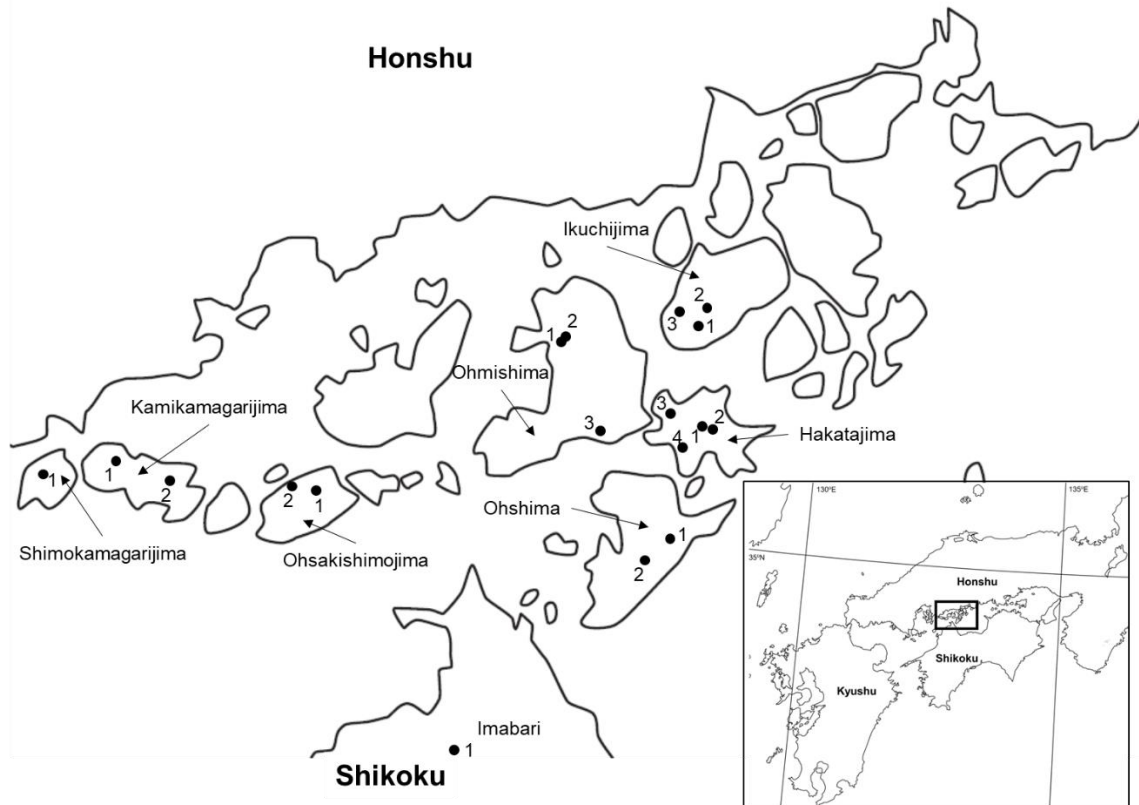 Honshu
Ikuchijima
2
3
1
2
1
Ohmishima
3
Kamikamagarijima
3
1
2
4
Hakatajima
1
1
2
2
1
Shimokamagarijima
Ohsakishimojima
Ohshima
1
2
Imabari
1
Shikoku
130°E
135°E
35°N
Honshu
Shikoku
Kyushu